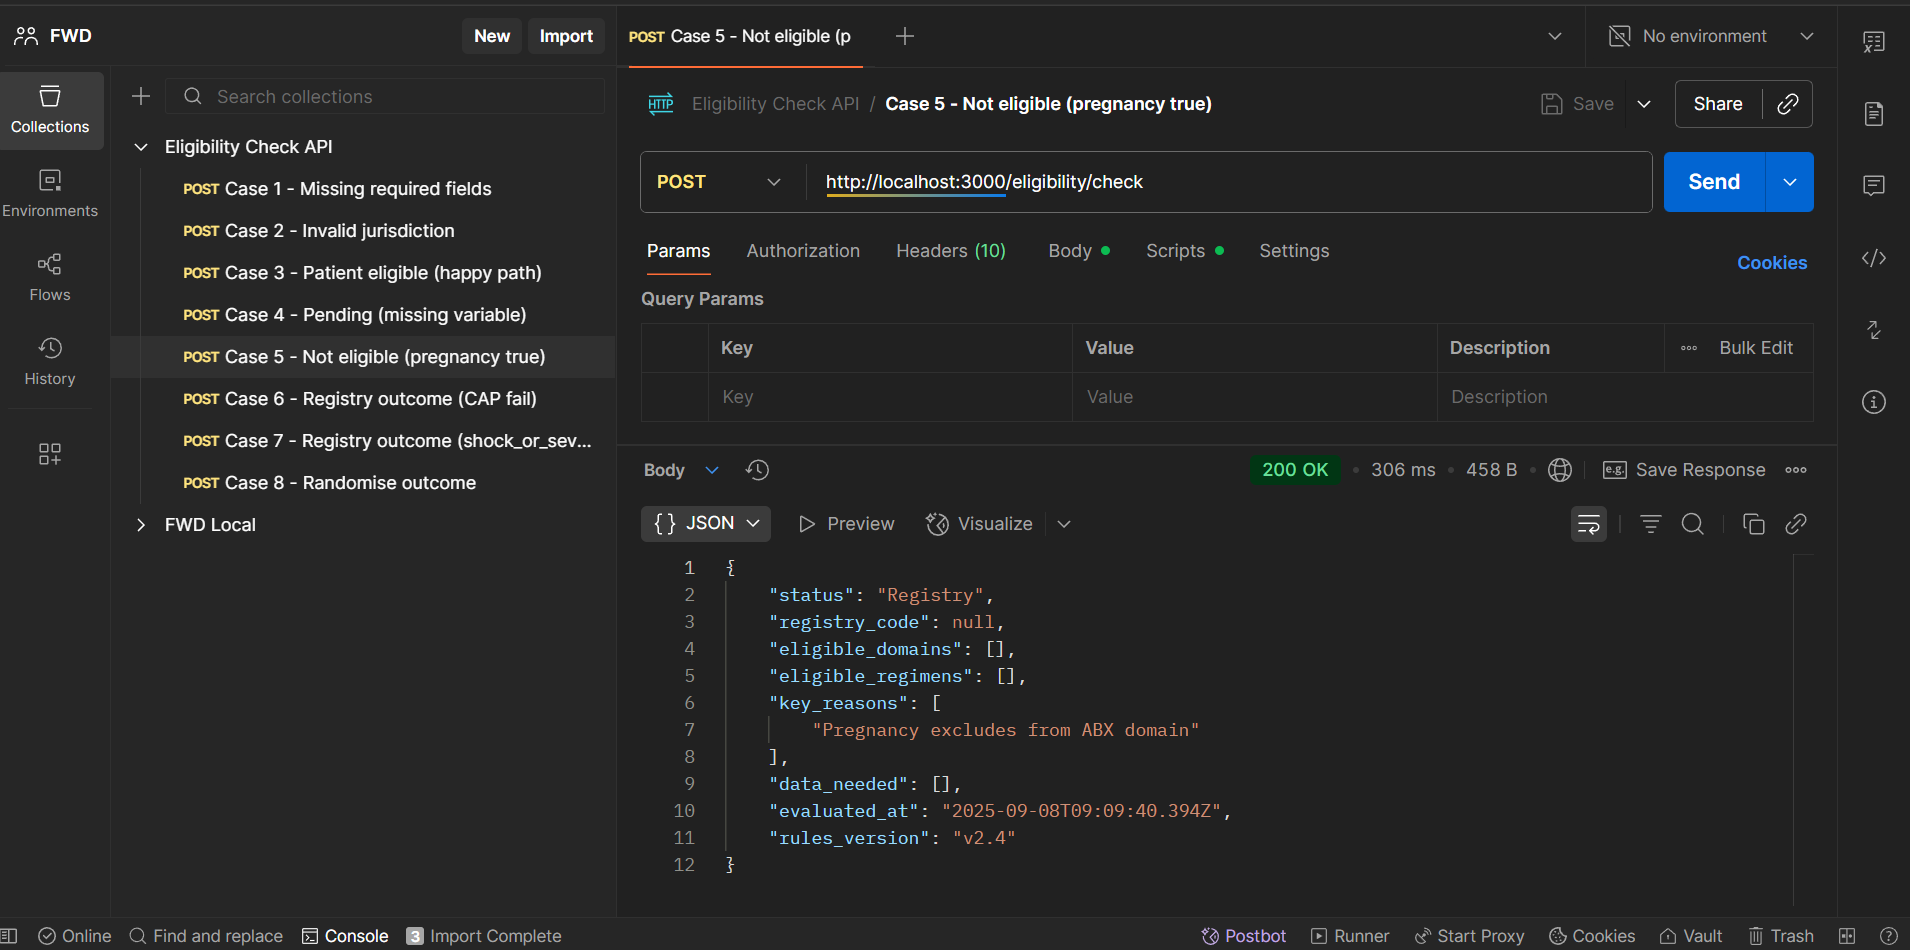 FWD
New
Import
POST Case 5 - Not eligible (p
No environment
Collections
Environments
Flows
History
Search collections
Eligibility Check API
POST Case 1 - Missing required fields
POST Case 2 - Invalid jurisdiction
POST Case 3 - Patient eligible (happy path)
POST Case 4 - Pending (missing variable)
POST Case 5 - Not eligible (pregnancy true)
POST Case 6 - Registry outcome (CAP fail)
POST Case 7 - Registry outcome (shock_or_sev...
POST Case 8 - Randomise outcome
FWD Local
HTTP Eligibility Check API / Case 5 - Not eligible (pregnancy true)
Save
Share
POST http://localhost:3000/eligibility/check
Send
Params Authorization Headers (10) Body Scripts Settings
Cookies
Query Params
Key Value Description Bulk Edit
Key Value Description
Body 200 OK 306 ms 458 B e.g. Save Response
{} JSON Preview Visualize
1 {
2 "status": "Registry",
3 "registry_code": null,
4 "eligible_domains": [],
5 "eligible_regimens": [],
6 "key_reasons": [
7 "Pregnancy excludes from ABX domain"
8 ],
9 "data_needed": [],
10 "evaluated_at": "2025-09-08T09:09:40.394Z",
11 "rules_version": "v2.4"
12 }
Online Find and replace Console 3 Import Complete Postbot Runner Start Proxy Cookies Vault Trash